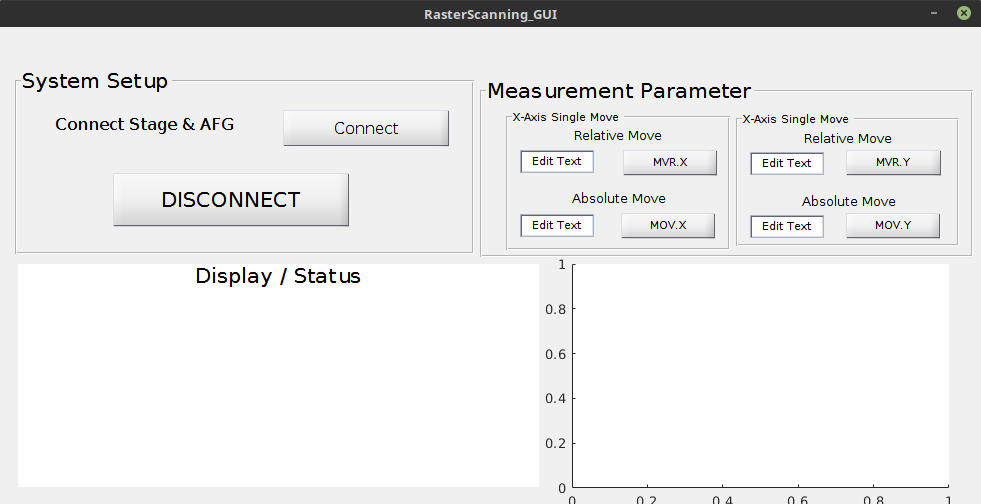 RasterScanning_GUI
System Setup
Connect Stage & AFG
Connect
DISCONNECT
Measurement Parameter
X-Axis Single Move
Relative Move
Edit Text
MVR.X
Absolute Move
Edit Text
MOV.X
X-Axis Single Move
Relative Move
Edit Text
MVR.Y
Absolute Move
Edit Text
MOV.Y
Display / Status
1
0.8
0.6
0.4
0.2
0
0 0.2 0.4 0.6 0.8 1